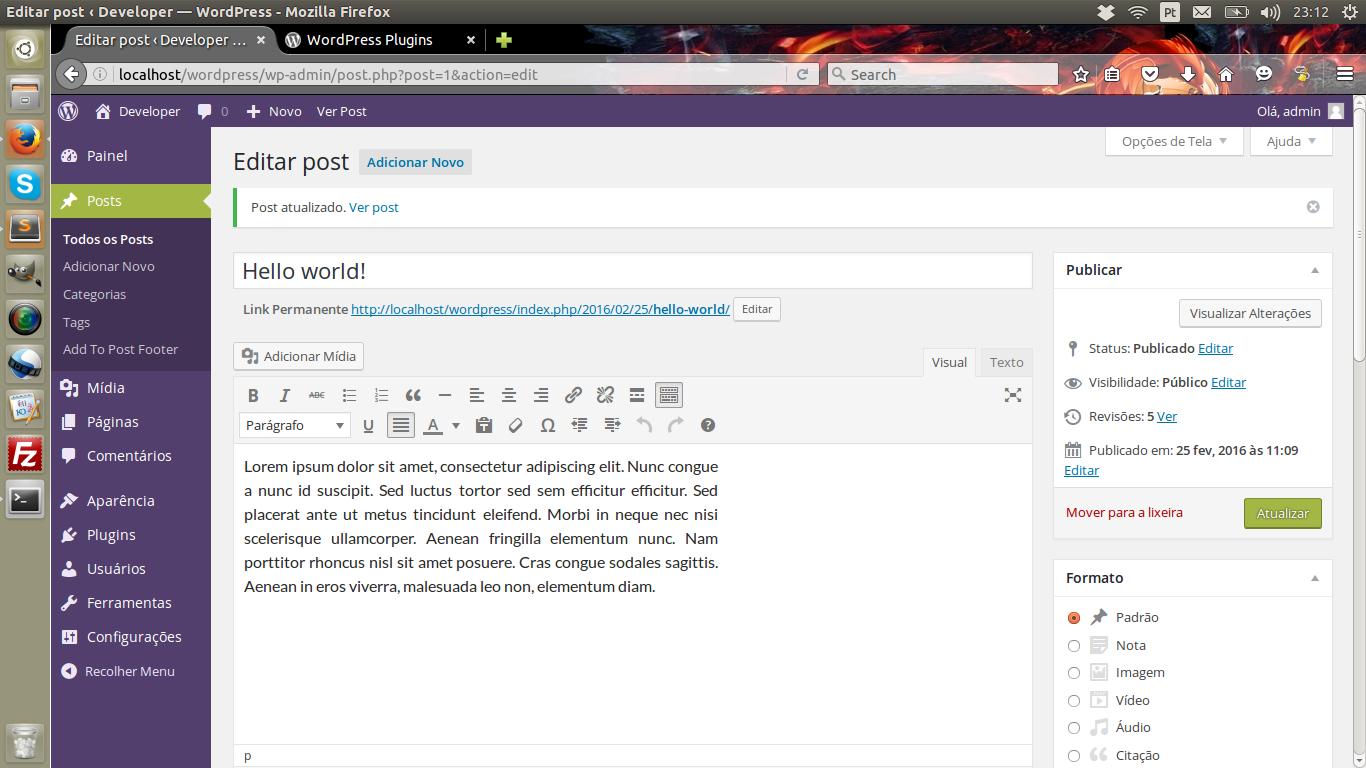 Editar post ‹ Developer — WordPress - Mozilla Firefox
Pt
23:12
Editar post ‹ Developer ...
WordPress Plugins
localhost/wordpress/wp-admin/post.php?post=1&action=edit
Search
Developer
0
Novo
Ver Post
Olá, admin
Painel
Posts
Todos os Posts
Adicionar Novo
Categorias
Tags
Add To Post Footer
Mídia
Páginas
Comentários
Aparência
Plugins
Usuários
Ferramentas
Configurações
Recolher Menu
Opções de Tela
Ajuda
Editar post
Adicionar Novo
Post atualizado. Ver post
Hello world!
Link Permanente http://localhost/wordpress/index.php/2016/02/25/hello-world/ Editar
Adicionar Mídia
Visual
Texto
B I ABC
Parágrafo
U
A
Ω
Lorem ipsum dolor sit amet, consectetur adipiscing elit. Nunc congue
a nunc id suscipit. Sed luctus tortor sed sem efficitur efficitur. Sed
placerat ante ut metus tincidunt eleifend. Morbi in neque nec nisi
scelerisque ullamcorper. Aenean fringilla elementum nunc. Nam
porttitor rhoncus nisl sit amet posuere. Cras congue sodales sagittis.
Aenean in eros viverra, malesuada leo non, elementum diam.
p
Publicar
Visualizar Alterações
Status: Publicado Editar
Visibilidade: Público Editar
Revisões: 5 Ver
Publicado em: 25 fev, 2016 às 11:09
Editar
Mover para a lixeira
Atualizar
Formato
Padrão
Nota
Imagem
Vídeo
Áudio
Citação